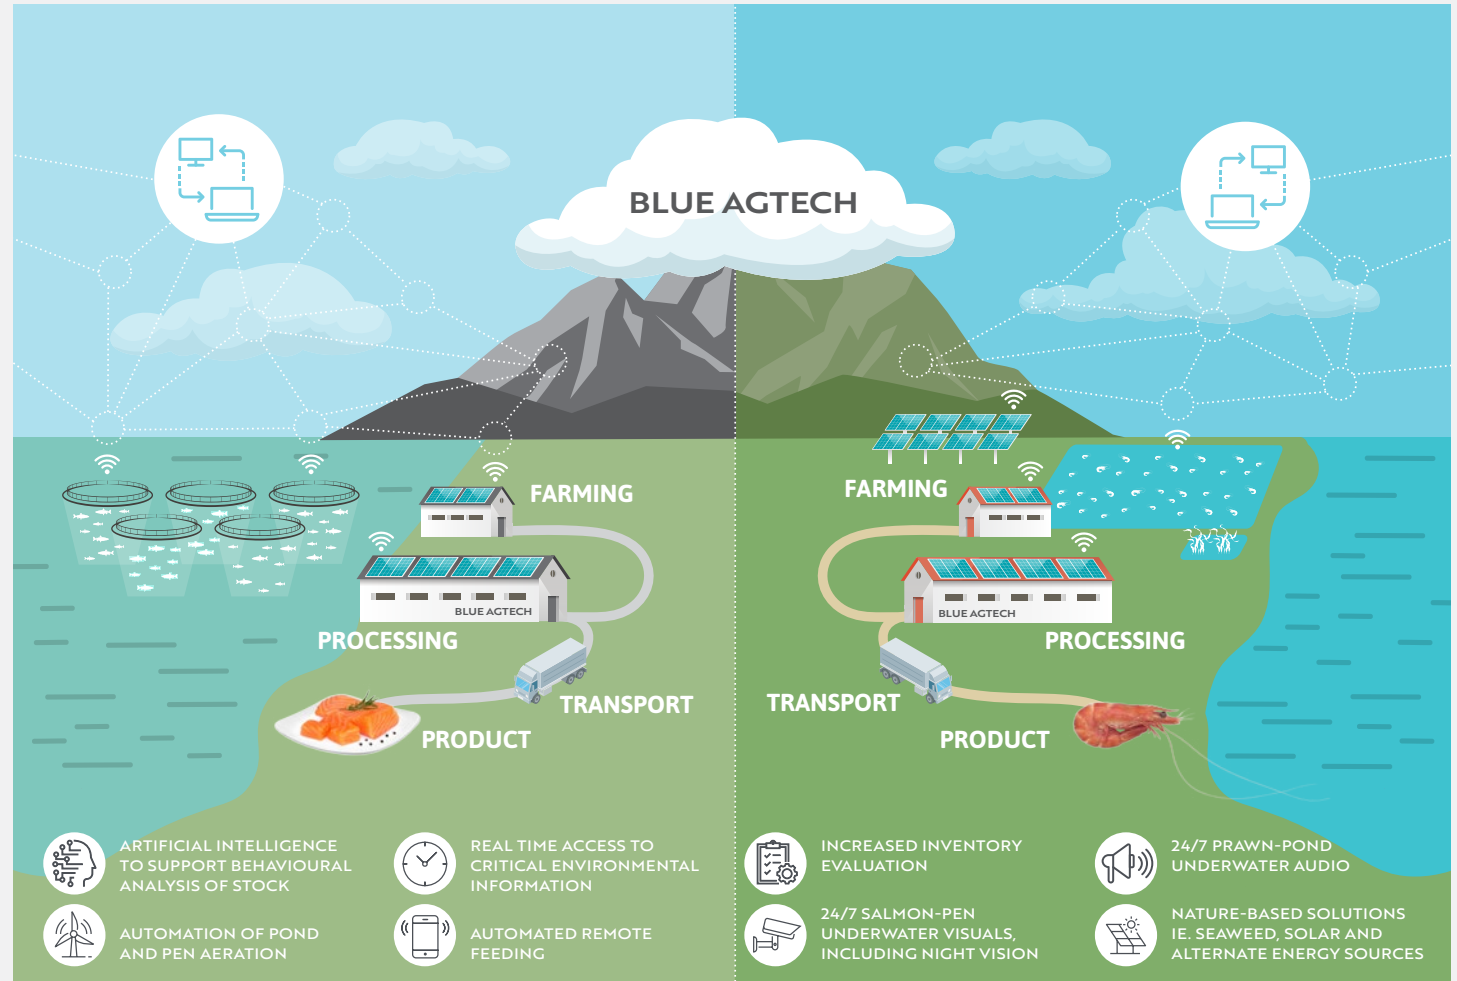 BLUE AGTECH
FARMING
BLUE AGTECH
PROCESSING
TRANSPORT
PRODUCT
FARMING
BLUE AGTECH
PROCESSING
TRANSPORT
PRODUCT
ARTIFICIAL INTELLIGENCE
TO SUPPORT BEHAVIOURAL
ANALYSIS OF STOCK
REAL TIME ACCESS TO
CRITICAL ENVIRONMENTAL
INFORMATION
INCREASED INVENTORY
EVALUATION
24/7 PRAWN-POND
UNDERWATER AUDIO
AUTOMATION OF POND
AND PEN AERATION
AUTOMATED REMOTE
FEEDING
24/7 SALMON-PEN
UNDERWATER VISUALS,
INCLUDING NIGHT VISION
NATURE-BASED SOLUTIONS
IE. SEAWEED, SOLAR AND
ALTERNATE ENERGY SOURCES